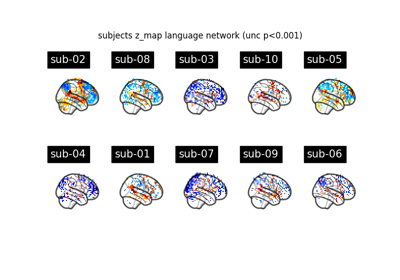 subjects z_map language network (unc p<0.001)
sub-02
sub-08
sub-03
sub-10
sub-05
sub-04
sub-01
sub-07
sub-09
sub-06